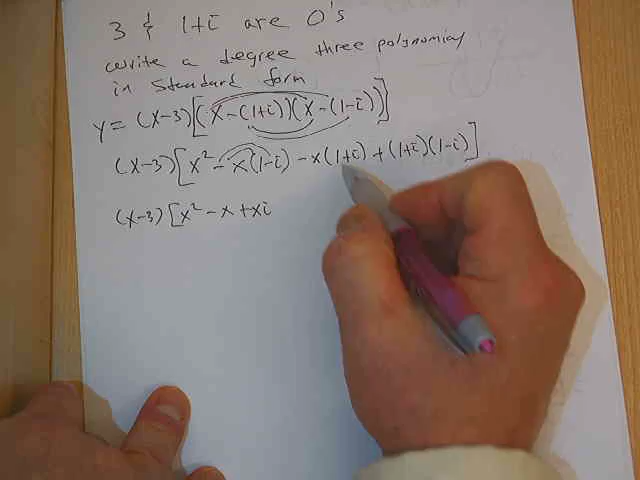 3 & 1+i are 0's
write a degree three polynomial
in standard form
y = (x-3)[(x-(1+i))(x-(1-i))]
(x-3)[x² - x(1-i) - x(1+i) + (1+i)(1-i)]
(x-3)[x² - x + xi